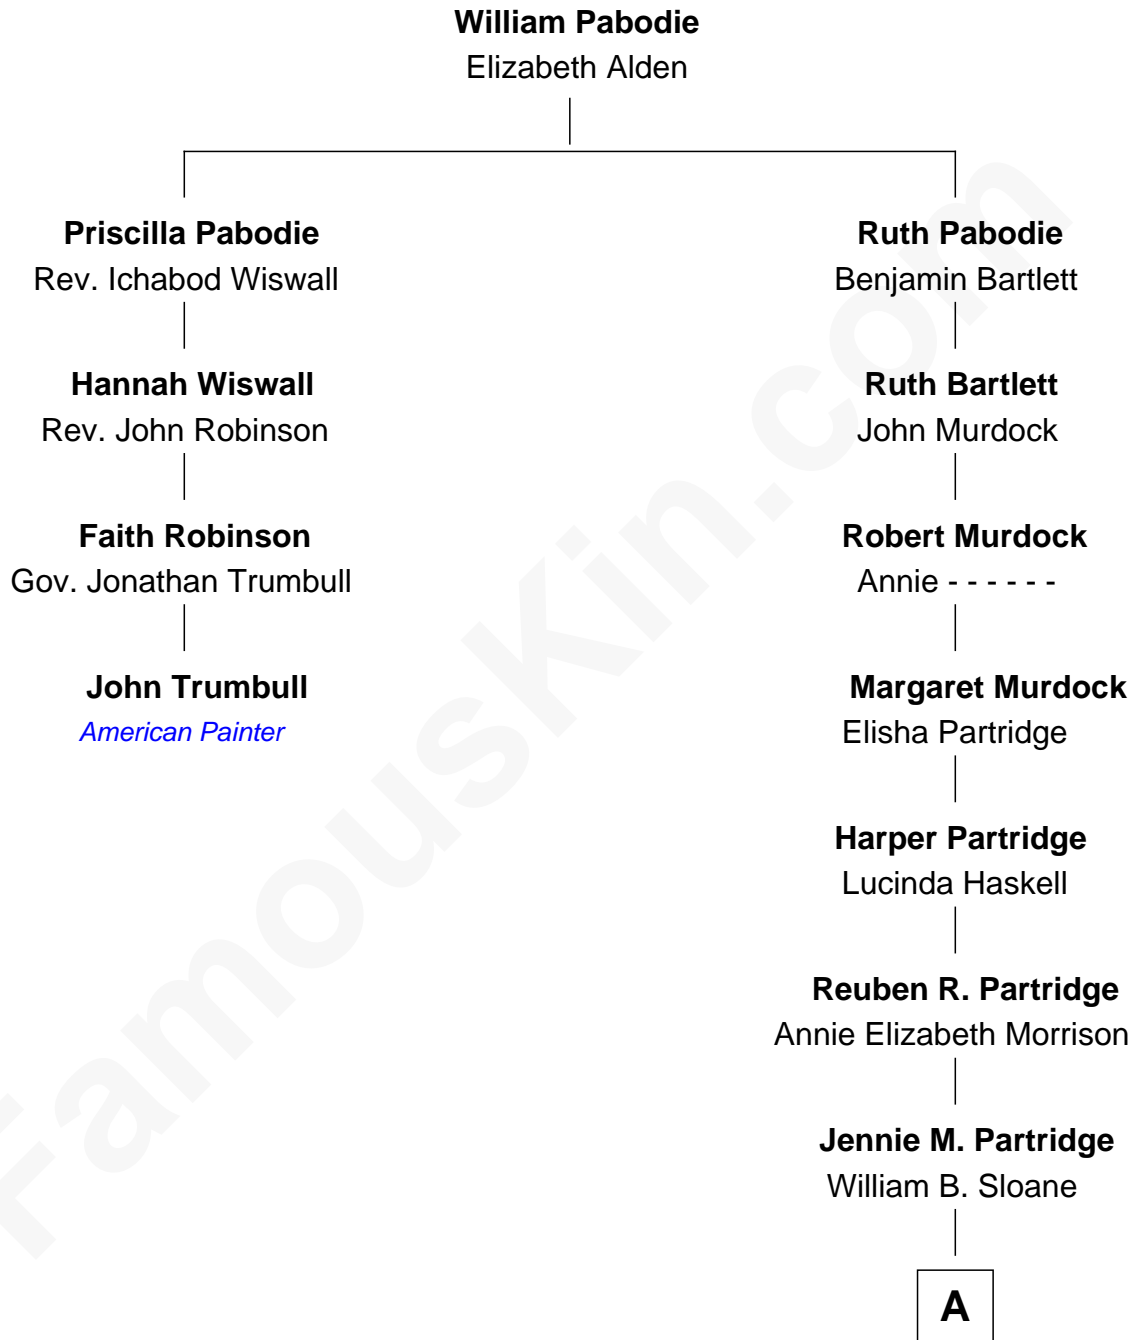 William Pabodie
Elizabeth Alden
Priscilla Pabodie
Rev. Ichabod Wiswall
Hannah Wiswall
Rev. John Robinson
Faith Robinson
Gov. Jonathan Trumbull
John Trumbull
American Painter
Ruth Pabodie
Benjamin Bartlett
Ruth Bartlett
John Murdock
Robert Murdock
Annie - - - - - -
Margaret Murdock
Elisha Partridge
Harper Partridge
Lucinda Haskell
Reuben R. Partridge
Annie Elizabeth Morrison
Jennie M. Partridge
William B. Sloane
A
FamousKin.com